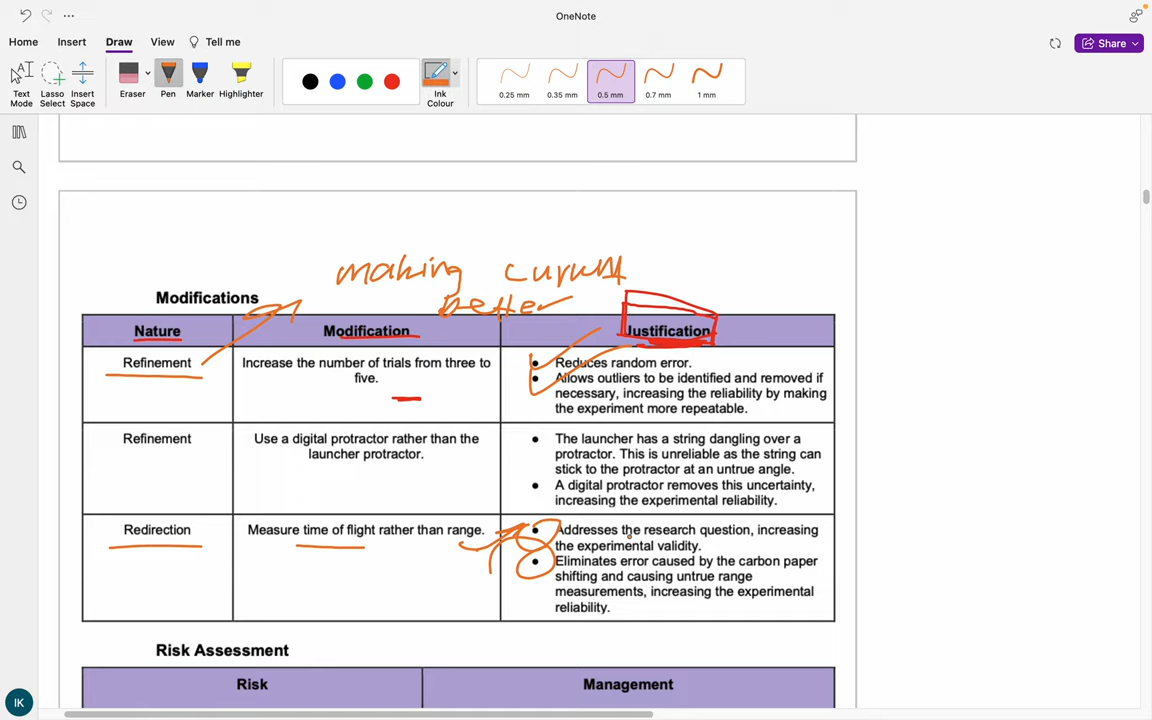 OneNote
Home Insert Draw View Tell me
Share
Text Mode
Lasso Select
Insert Space
Eraser
Pen
Marker
Highlighter
Ink Colour
0.25 mm
0.35 mm
0.5 mm
0.7 mm
1 mm
making current
better
Modifications
Nature
Modification
Justification
Refinement
Increase the number of trials from three to
five.
Reduces random error.
Allows outliers to be identified and removed if
necessary, increasing the reliability by making
the experiment more repeatable.
Refinement
Use a digital protractor rather than the
launcher protractor.
The launcher has a string dangling over a
protractor. This is unreliable as the string can
stick to the protractor at an untrue angle.
A digital protractor removes this uncertainty,
increasing the experimental reliability.
Redirection
Measure time of flight rather than range.
Addresses the research question, increasing
the experimental validity.
Eliminates error caused by the carbon paper
shifting and causing untrue range
measurements, increasing the experimental
reliability.
Risk Assessment
Risk
Management
IK